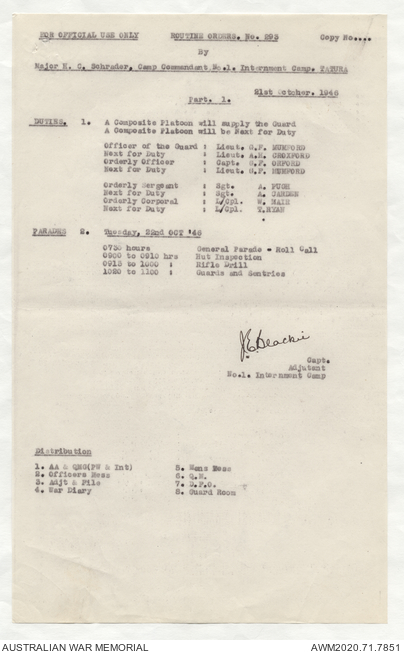 FOR OFFICIAL USE ONLY ROUTINE ORDERS. No. 293 Copy No....
By
Major H. C. Schrader, Camp Commandant No.1. Internment Camp. TATURA
21st October. 1946
Part. 1.
DUTIES. 1. A Composite Platoon will supply the Guard
A Composite Platoon will be Next for Duty
Officer of the Guard : Lieut. G.F. MUMFORD
Next for Duty : Lieut. A.H. CROXFORD
Orderly Officer : Capt. G.F. ORFORD
Next for Duty : Lieut. G.F. MUMFORD
Orderly Sergeant : Sgt. A. PUGH
Next for Duty : Sgt. A. CARDEN
Orderly Corporal : L/Cpl. W. MAIR
Next for Duty : L/Cpl. T.RYAN
PARADES 2. Tuesday, 22nd OCT '46
0730 hours General Parade - Roll Call
0900 to 0910 hrs Hut Inspection
0915 to 1000 : Rifle Drill
1020 to 1100 : Guards and Sentries
J.E. Blackie
Capt.
Adjutant
No.1. Internment Camp
Distribution
1. AA & QMG(PW & Int) 5. Mens Mess
2. Officers Mess 6. Q.M.
3. Adjt & File 7. D.P.O.
4. War Diary 8. Guard Room
AUSTRALIAN WAR MEMORIAL AWM2020.71.7851